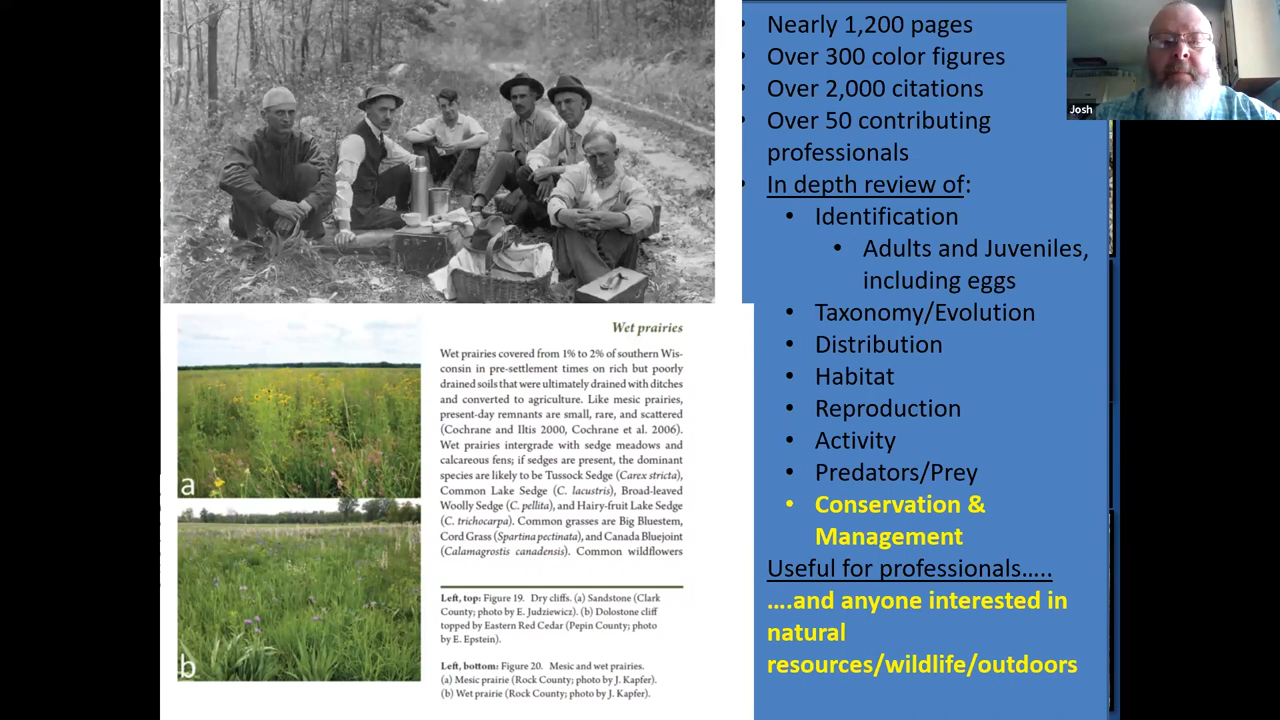 • Nearly 1,200 pages
• Over 300 color figures
• Over 2,000 citations
• Over 50 contributing
professionals
• In depth review of:
• Identification
• Adults and Juveniles,
including eggs
• Taxonomy/Evolution
• Distribution
• Habitat
• Reproduction
• Activity
• Predators/Prey
• Conservation &
Management
Useful for professionals…..
….and anyone interested in
natural
resources/wildlife/outdoors
Josh
Wet prairies
Wet prairies covered from 1% to 2% of southern Wis-
consin in pre-settlement times on rich but poorly
drained soils that were ultimately drained with ditches
and converted to agriculture. Like mesic prairies,
present-day remnants are small, rare, and scattered
(Cochrane and Iltis 2000, Cochrane et al. 2006).
Wet prairies intergrade with sedge meadows and
calcareous fens; if sedges are present, the dominant
species are likely to be Tussock Sedge (Carex stricta),
Common Lake Sedge (C. lacustris), Broad-leaved
Woolly Sedge (C. pellita), and Hairy-fruit Lake Sedge
(C. trichocarpa). Common grasses are Big Bluestem,
Cord Grass (Spartina pectinata), and Canada Bluejoint
(Calamagrostis canadensis). Common wildflowers
a
b
Left, top: Figure 19. Dry cliffs. (a) Sandstone (Clark
County; photo by E. Judziewicz). (b) Dolostone cliff
topped by Eastern Red Cedar (Pepin County; photo
by E. Epstein).
Left, bottom: Figure 20. Mesic and wet prairies.
(a) Mesic prairie (Rock County; photo by J. Kapfer).
(b) Wet prairie (Rock County; photo by J. Kapfer).